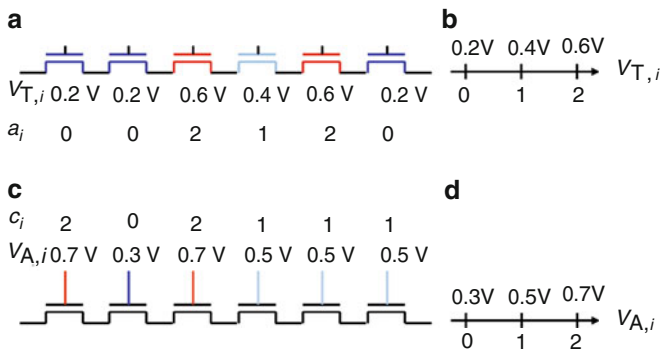 a
V_T,i 0.2 V 0.2 V 0.6 V 0.4 V 0.6 V 0.2 V
a_i 0 0 2 1 2 0
b
0.2V 0.4V 0.6V
V_T,i
0 1 2
c
c_i 2 0 2 1 1 1
V_A,i 0.7 V 0.3 V 0.7 V 0.5 V 0.5 V 0.5 V
d
0.3V 0.5V 0.7V
V_A,i
0 1 2